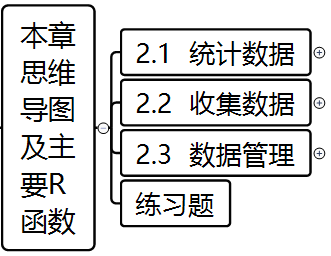 本章
思维
导图
及主
要R
函数
2.1 统计数据
2.2 收集数据
2.3 数据管理
练习题